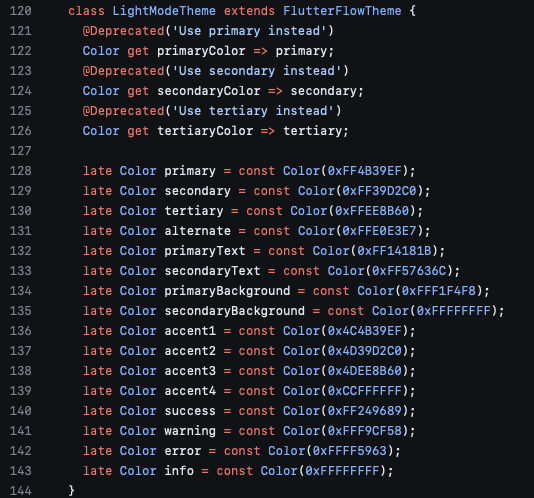 120 class LightModeTheme extends FlutterFlowTheme {
121 @Deprecated('Use primary instead')
122 Color get primaryColor => primary;
123 @Deprecated('Use secondary instead')
124 Color get secondaryColor => secondary;
125 @Deprecated('Use tertiary instead')
126 Color get tertiaryColor => tertiary;
127
128 late Color primary = const Color(0xFF4B39EF);
129 late Color secondary = const Color(0xFF39D2C0);
130 late Color tertiary = const Color(0xFFEE8B60);
131 late Color alternate = const Color(0xFFE0E3E7);
132 late Color primaryText = const Color(0xFF14181B);
133 late Color secondaryText = const Color(0xFF57636C);
134 late Color primaryBackground = const Color(0xFFF1F4F8);
135 late Color secondaryBackground = const Color(0xFFFFFFFF);
136 late Color accent1 = const Color(0x4C4B39EF);
137 late Color accent2 = const Color(0x4D39D2C0);
138 late Color accent3 = const Color(0x4DEE8B60);
139 late Color accent4 = const Color(0xCCFFFFFF);
140 late Color success = const Color(0xFF249689);
141 late Color warning = const Color(0xFFF9CF58);
142 late Color error = const Color(0xFFFF5963);
143 late Color info = const Color(0xFFFFFFFF);
144 }